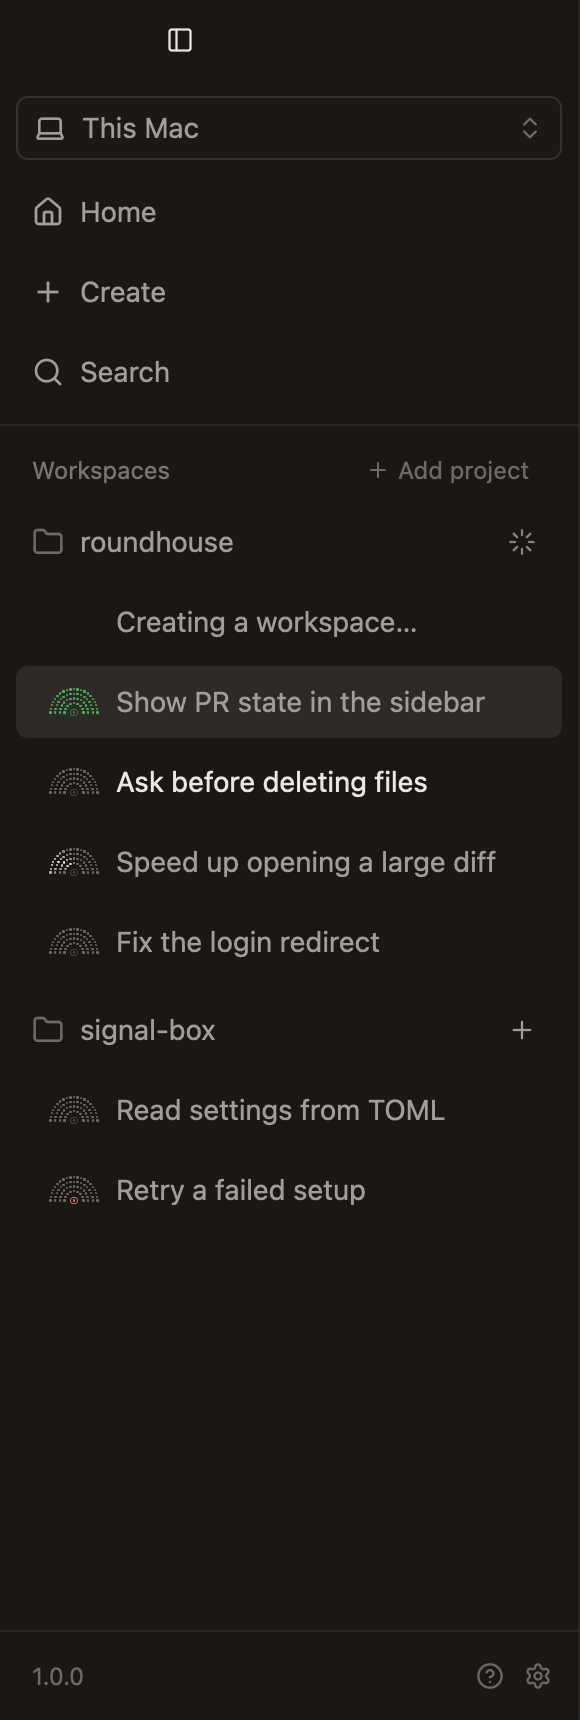 This Mac
Home
Create
Search
Workspaces
Add project
roundhouse
Creating a workspace...
Show PR state in the sidebar
Ask before deleting files
Speed up opening a large diff
Fix the login redirect
signal-box
Read settings from TOML
Retry a failed setup
1.0.0